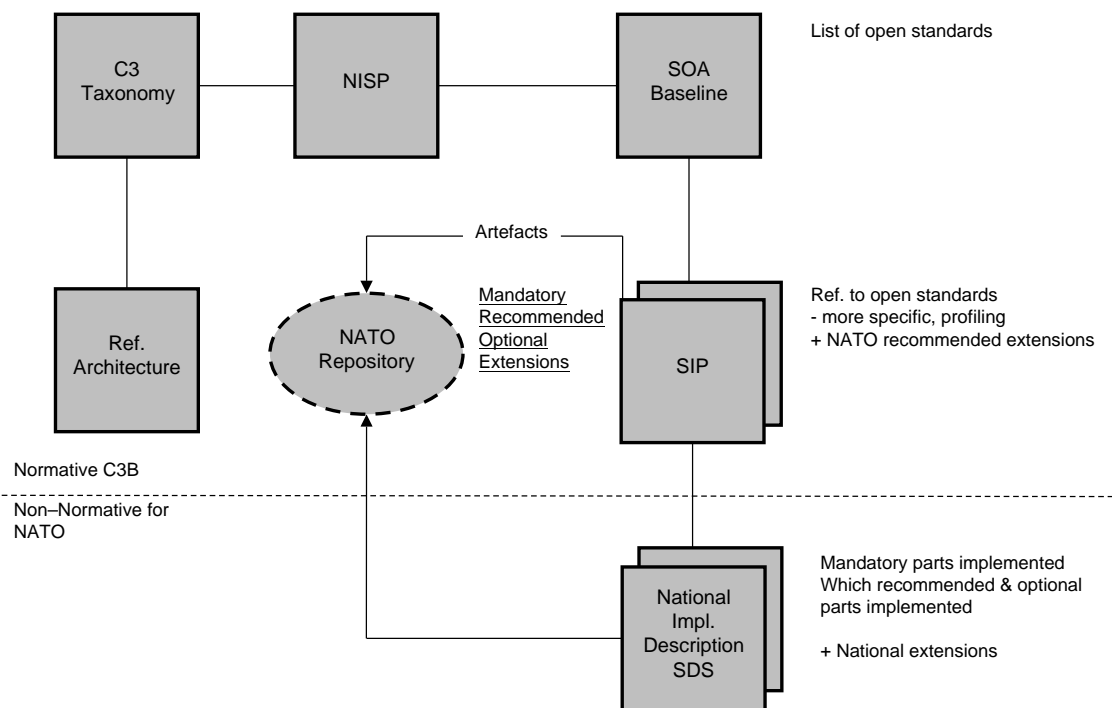 List of open standards
C3
Taxonomy
NISP
SOA
Baseline
Artefacts
Mandatory
Recommended
Optional
Extensions
Ref.
Architecture
NATO
Repository
SIP
Ref. to open standards
- more specific, profiling
+ NATO recommended extensions
Normative C3B
Non–Normative for
NATO
National
Impl.
Description
SDS
Mandatory parts implemented
Which recommended & optional
parts implemented
+ National extensions